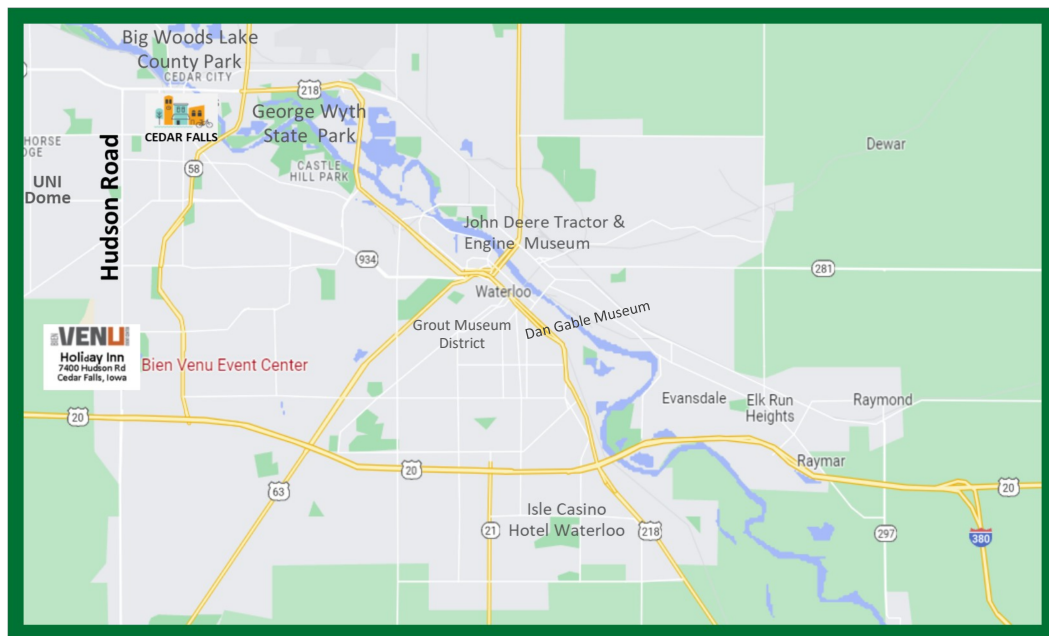 Big Woods Lake
County Park
CEDAR CITY
218
George Wyth
State Park
CEDAR FALLS
HORSE
DGE
UNI
Dome
Hudson Road
58
CASTLE
HILL PARK
Dewar
John Deere Tractor &
Engine Museum
934
281
Waterloo
Grout Museum
District
Dan Gable Museum
BIEN VENU
Holiday Inn
7400 Hudson Rd
Cedar Falls, Iowa
Bien Venu Event Center
Evansdale
Elk Run
Heights
Raymond
20
Raymar
20
63
20
Isle Casino
Hotel Waterloo
21
218
297
380